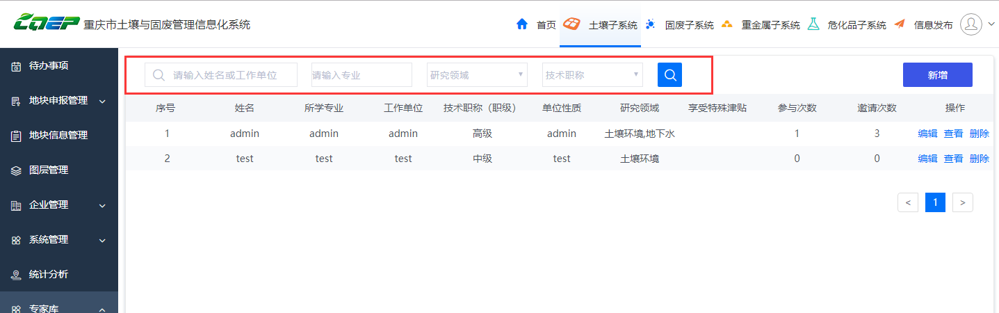 CQEP 重庆市土壤与固废管理信息化系统 首页 土壤子系统 固废子系统 重金属子系统 危化品子系统 信息发布
待办事项
地块申报管理
地块信息管理
图层管理
企业管理
系统管理
统计分析
专家库
请输入姓名或工作单位 请输入专业 研究领域 技术职称 新增
序号 姓名 所学专业 工作单位 技术职称（职级） 单位性质 研究领域 享受特殊津贴 参与次数 邀请次数 操作
1 admin admin admin 高级 admin 土壤环境,地下水 1 3 编辑 查看 删除
2 test test test 中级 test 土壤环境 0 0 编辑 查看 删除
< 1 >